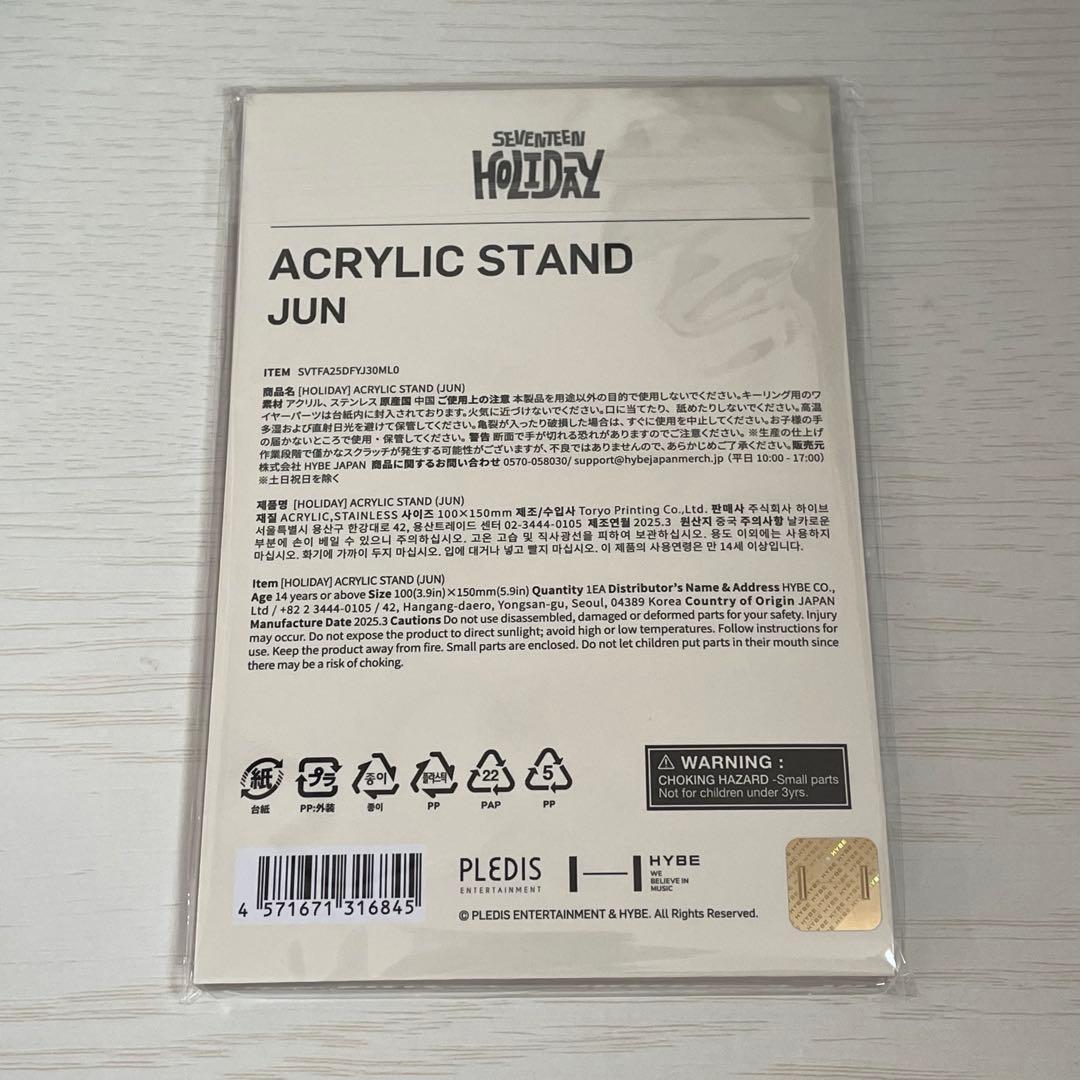 SEVENTEEN
HOLIDAY
ACRYLIC STAND
JUN
ITEM SVTFA25DFYJ30ML0
商品名 [HOLIDAY] ACRYLIC STAND (JUN)
素材 アクリル、ステンレス 原産国 中国 ご使用上の注意 本製品を用途以外の目的で使用しないでください。キーリング用のワ
イヤーパーツは台紙内に封入されております。火気に近づけないでください。口に当てたり、舐めたりしないでください。高温
多湿および直射日光を避けて保管してください。亀裂が入ったり破損した場合は、すぐに使用を中止してください。お子様の手
の届かないところで使用・保管してください。警告 断面で手が切れる恐れがありますのでご注意ください。※生産の仕上げ
作業段階で僅かなスクラッチが発生する可能性がございますが、不良ではありませんので、あらかじめご了承ください。販売元
株式会社 HYBE JAPAN 商品に関するお問い合わせ 0570-058030/ support@hybejapanmerch.jp (平日 10:00 - 17:00)
※土日祝日を除く
제품명 [HOLIDAY] ACRYLIC STAND (JUN)
재질 ACRYLIC,STAINLESS 사이즈 100×150mm 제조/수입사 Toryo Printing Co.,Ltd. 판매사 주식회사 하이브
서울특별시 용산구 한강대로 42, 용산트레이드 센터 02-3444-0105 제조연월 2025.3 원산지 중국 주의사항 날카로운
부분에 손이 베일 수 있으니 주의하십시오. 고온 고습 및 직사광선을 피하여 보관하십시오. 용도 이외에는 사용하지
마십시오. 화기에 가까이 두지 마십시오. 입에 대거나 넣고 빨지 마십시오. 이 제품의 사용연령은 만 14세 이상입니다.
Item [HOLIDAY] ACRYLIC STAND (JUN)
Age 14 years or above Size 100(3.9in)×150mm(5.9in) Quantity 1EA Distributor's Name & Address HYBE CO.,
Ltd / +82 2 3444-0105 / 42, Hangang-daero, Yongsan-gu, Seoul, 04389 Korea Country of Origin JAPAN
Manufacture Date 2025.3 Cautions Do not use disassembled, damaged or deformed parts for your safety. Injury
may occur. Do not expose the product to direct sunlight; avoid high or low temperatures. Follow instructions for
use. Keep the product away from fire. Small parts are enclosed. Do not let children put parts in their mouth since
there may be a risk of choking.
紙 プラ 종이 플라스틱 22 5
台紙 PP:外装 종이 PP PAP PP
WARNING :
CHOKING HAZARD -Small parts
Not for children under 3yrs.
4 571671 316845
PLEDIS
ENTERTAINMENT
HYBE
WE
BELIEVE IN
MUSIC
© PLEDIS ENTERTAINMENT & HYBE. All Rights Reserved.
HYBE HYBE HYBE